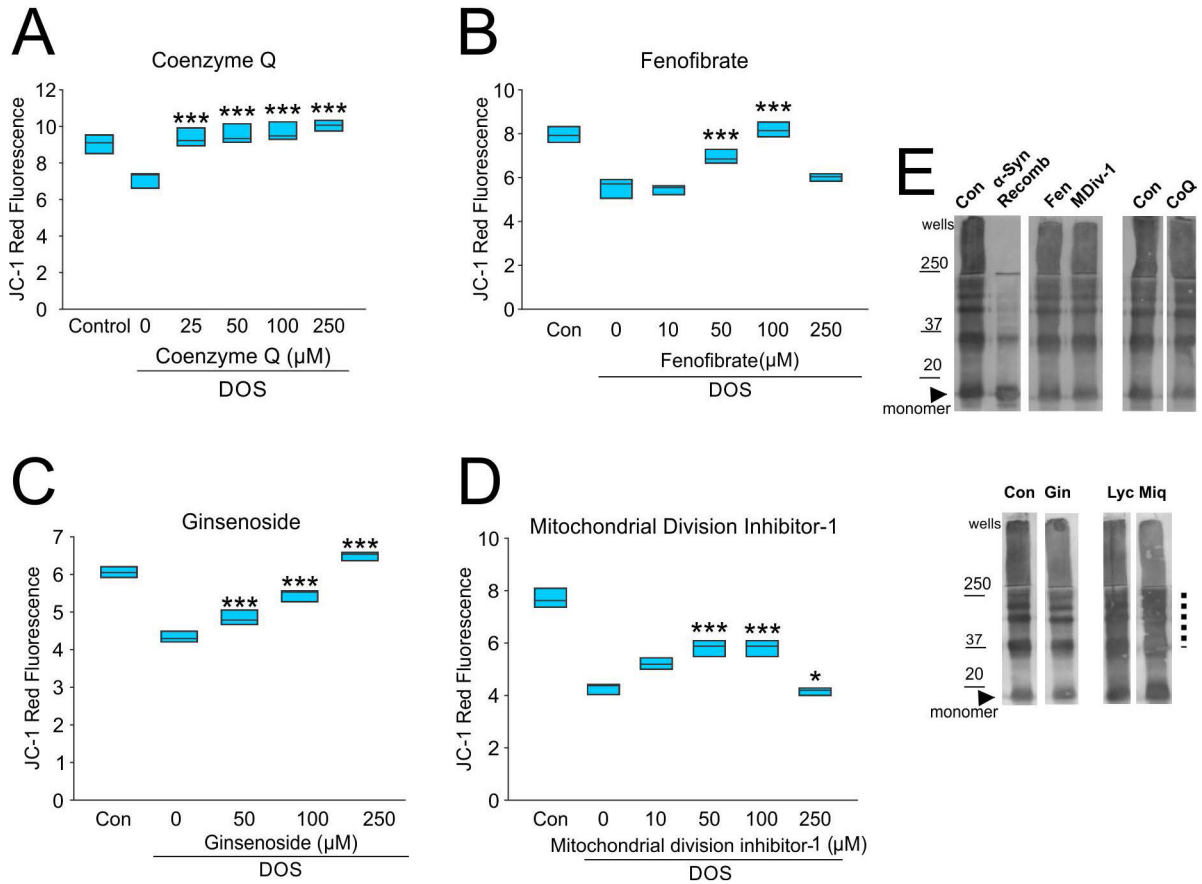 A
Coenzyme Q
JC-1 Red Fluorescence
12
10
8
6
4
2
0
*** *** *** ***
Control 0 25 50 100 250
Coenzyme Q (µM)
DOS
B
Fenofibrate
JC-1 Red Fluorescence
10
8
6
4
2
0
*** ***
Con 0 10 50 100 250
Fenofibrate(µM)
DOS
C
Ginsenoside
JC-1 Red Fluorescence
7
6
5
4
3
2
1
0
*** *** ***
Con 0 50 100 250
Ginsenoside (µM)
DOS
D
Mitochondrial Division Inhibitor-1
JC-1 Red Fluorescence
10
8
6
4
2
0
*** *** *
Con 0 10 50 100 250
Mitochondrial division inhibitor-1 (µM)
DOS
E
Con α-Syn Recomb Fen MDiv-1 Con CoQ
wells
250
37
20
monomer
Con Gin Lyc Miq
wells
250
37
20
monomer